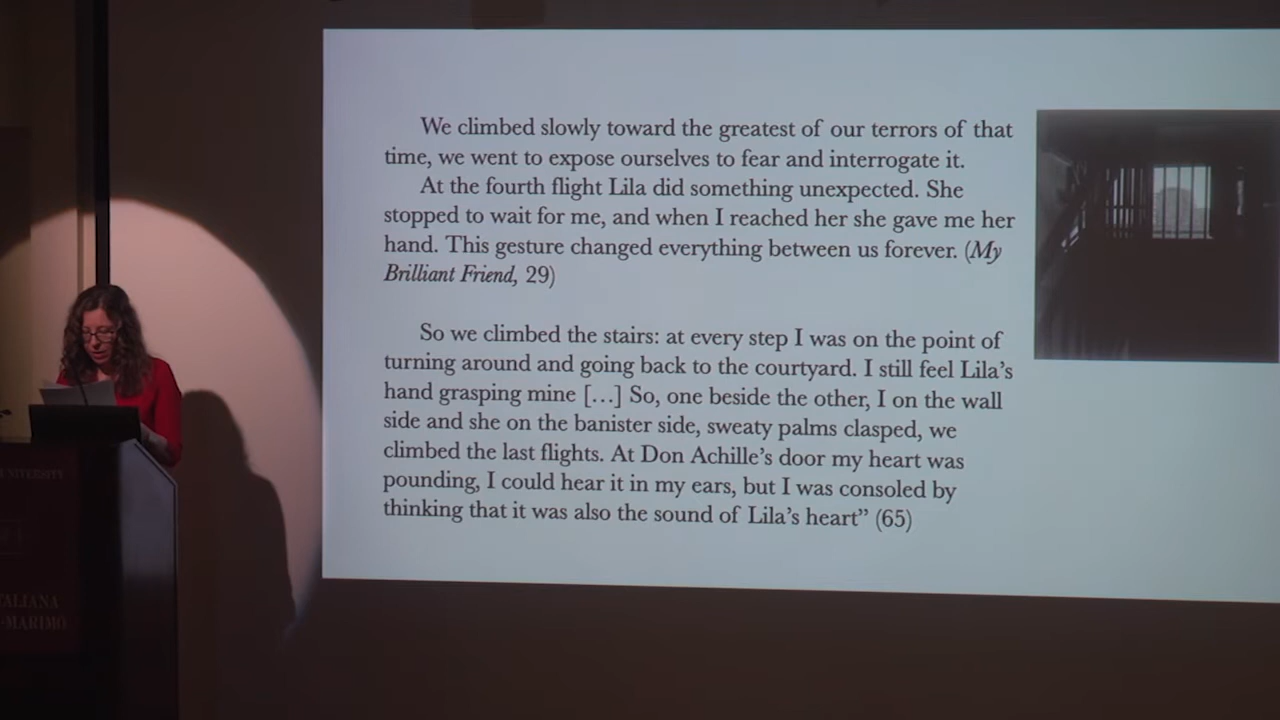 We climbed slowly toward the greatest of our terrors of that
time, we went to expose ourselves to fear and interrogate it.
At the fourth flight Lila did something unexpected. She
stopped to wait for me, and when I reached her she gave me her
hand. This gesture changed everything between us forever. (My
Brilliant Friend, 29)
So we climbed the stairs: at every step I was on the point of
turning around and going back to the courtyard. I still feel Lila’s
hand grasping mine […] So, one beside the other, I on the wall
side and she on the banister side, sweaty palms clasped, we
climbed the last flights. At Don Achille’s door my heart was
pounding, I could hear it in my ears, but I was consoled by
thinking that it was also the sound of Lila’s heart” (65)
UNIVERSITY
TALIANA
-MARIMÒ